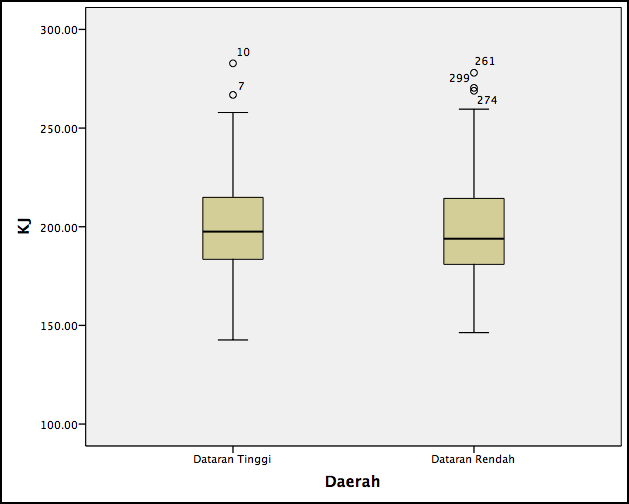 300.00
250.00
200.00
150.00
100.00
KJ
10
7
261
299
274
Dataran Tinggi
Dataran Rendah
Daerah